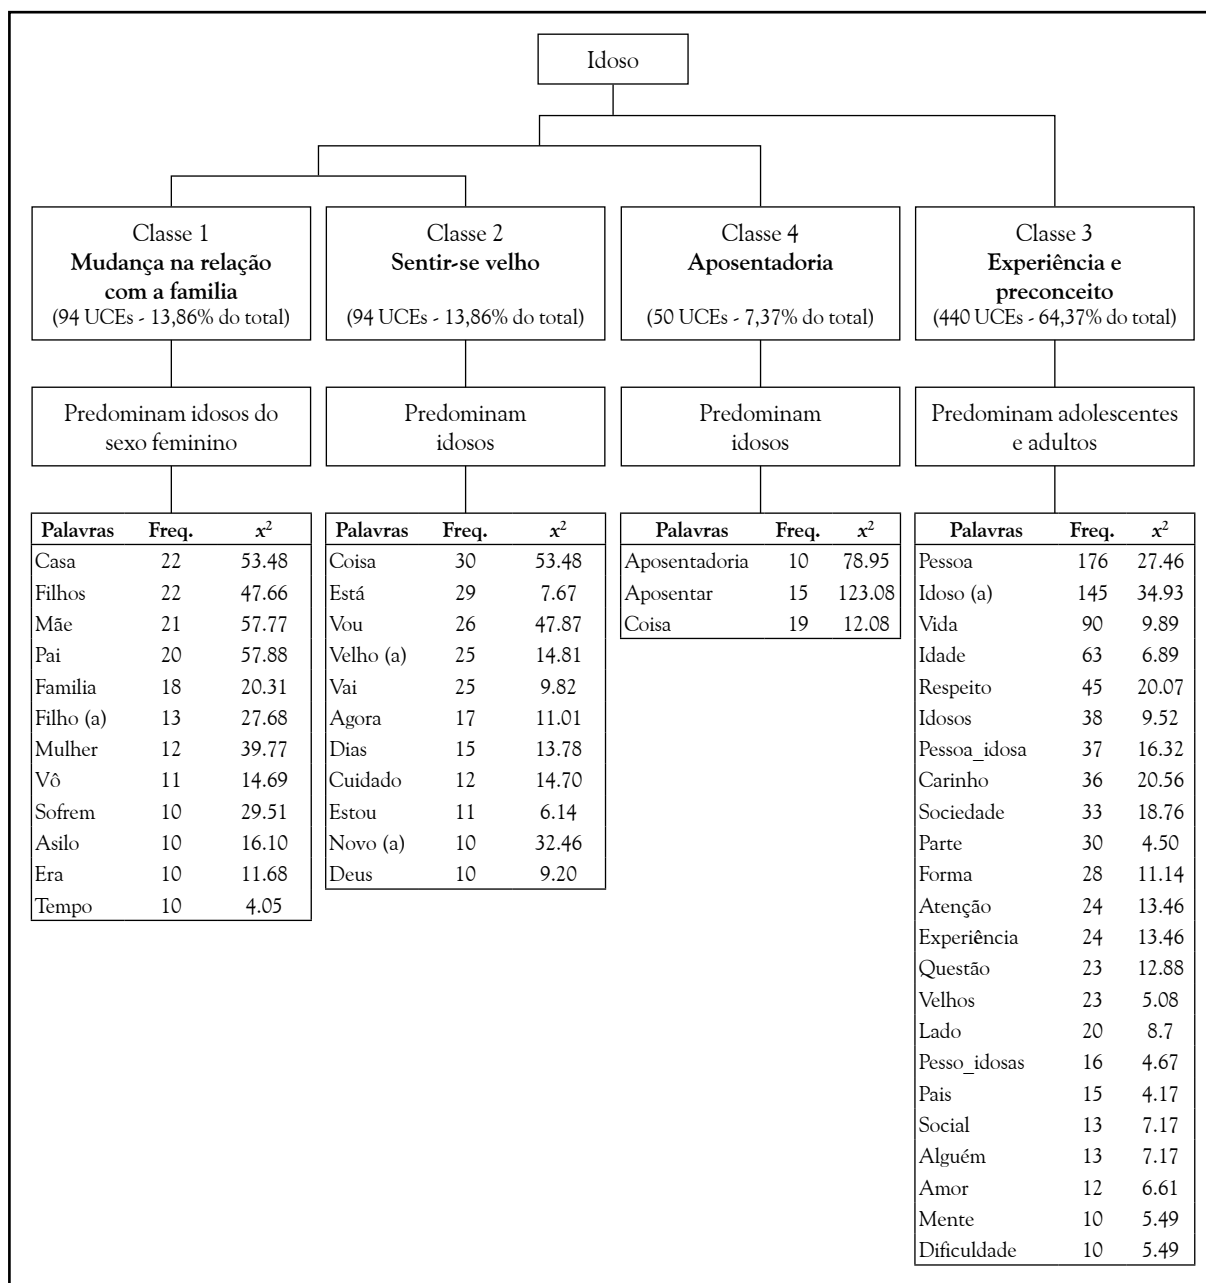 Idoso
Classe 1
Mudança na relação
com a familia
(94 UCEs - 13,86% do total)
Predominam idosos do
sexo feminino
Palavras Freq. x²
Casa 22 53.48
Filhos 22 47.66
Mãe 21 57.77
Pai 20 57.88
Familia 18 20.31
Filho (a) 13 27.68
Mulher 12 39.77
Vô 11 14.69
Sofrem 10 29.51
Asilo 10 16.10
Era 10 11.68
Tempo 10 4.05
Classe 2
Sentir-se velho
(94 UCEs - 13,86% do total)
Predominam
idosos
Palavras Freq. x²
Coisa 30 53.48
Está 29 7.67
Vou 26 47.87
Velho (a) 25 14.81
Vai 25 9.82
Agora 17 11.01
Dias 15 13.78
Cuidado 12 14.70
Estou 11 6.14
Novo (a) 10 32.46
Deus 10 9.20
Classe 4
Aposentadoria
(50 UCEs - 7,37% do total)
Predominam
idosos
Palavras Freq. x²
Aposentadoria 10 78.95
Aposentar 15 123.08
Coisa 19 12.08
Classe 3
Experiência e
preconceito
(440 UCEs - 64,37% do total)
Predominam adolescentes
e adultos
Palavras Freq. x²
Pessoa 176 27.46
Idoso (a) 145 34.93
Vida 90 9.89
Idade 63 6.89
Respeito 45 20.07
Idosos 38 9.52
Pessoa_idosa 37 16.32
Carinho 36 20.56
Sociedade 33 18.76
Parte 30 4.50
Forma 28 11.14
Atenção 24 13.46
Experiência 24 13.46
Questão 23 12.88
Velhos 23 5.08
Lado 20 8.7
Pesso_idosas 16 4.67
Pais 15 4.17
Social 13 7.17
Alguém 13 7.17
Amor 12 6.61
Mente 10 5.49
Dificuldade 10 5.49